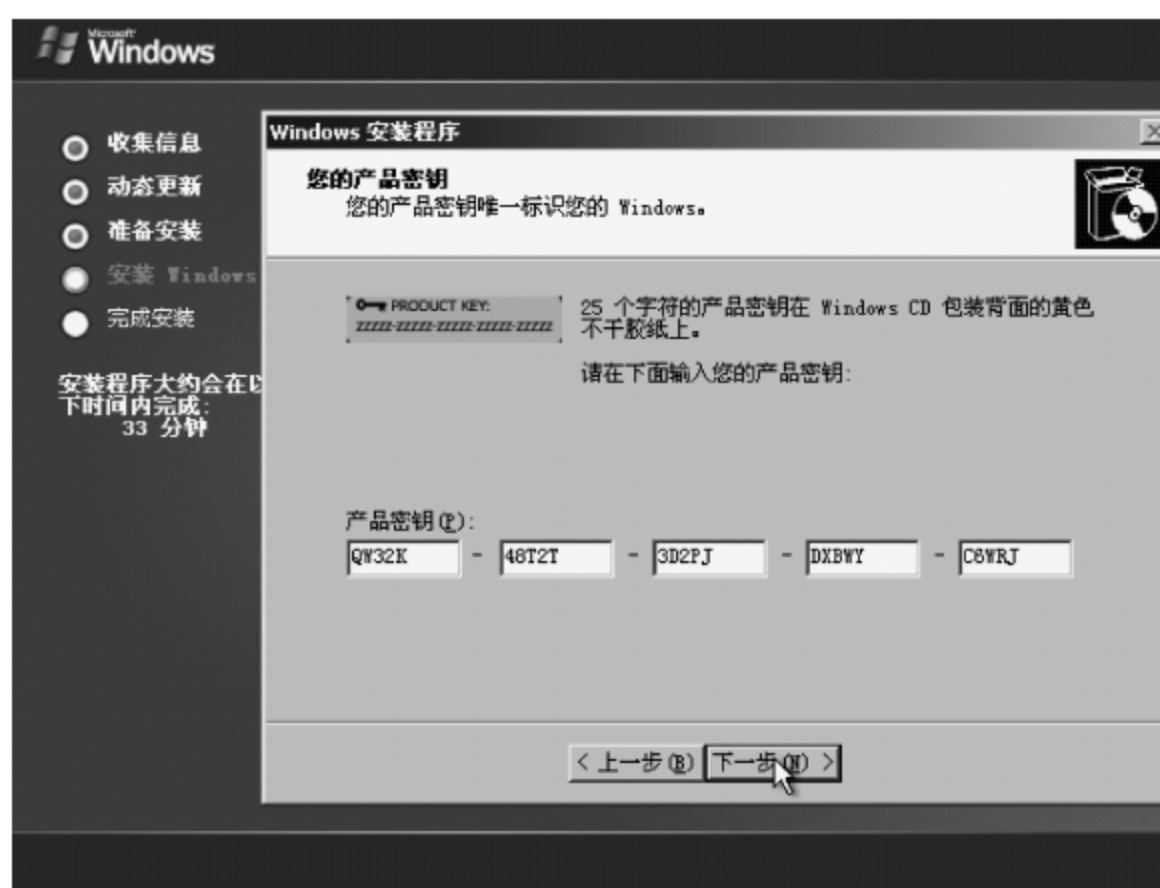 Microsoft
Windows
收集信息
动态更新
准备安装
安装 Windows
完成安装
安装程序大约会在以
下时间内完成:
33 分钟
Windows 安装程序
您的产品密钥
您的产品密钥唯一标识您的 Windows。
PRODUCT KEY:
ZZZZZ-ZZZZZ-ZZZZZ-ZZZZZ-ZZZZZ
25 个字符的产品密钥在 Windows CD 包装背面的黄色
不干胶纸上。
请在下面输入您的产品密钥:
产品密钥(P):
QW32K - 48T2T - 3D2PJ - DXBWY - C6WRJ
< 上一步(B) 下一步(N) >